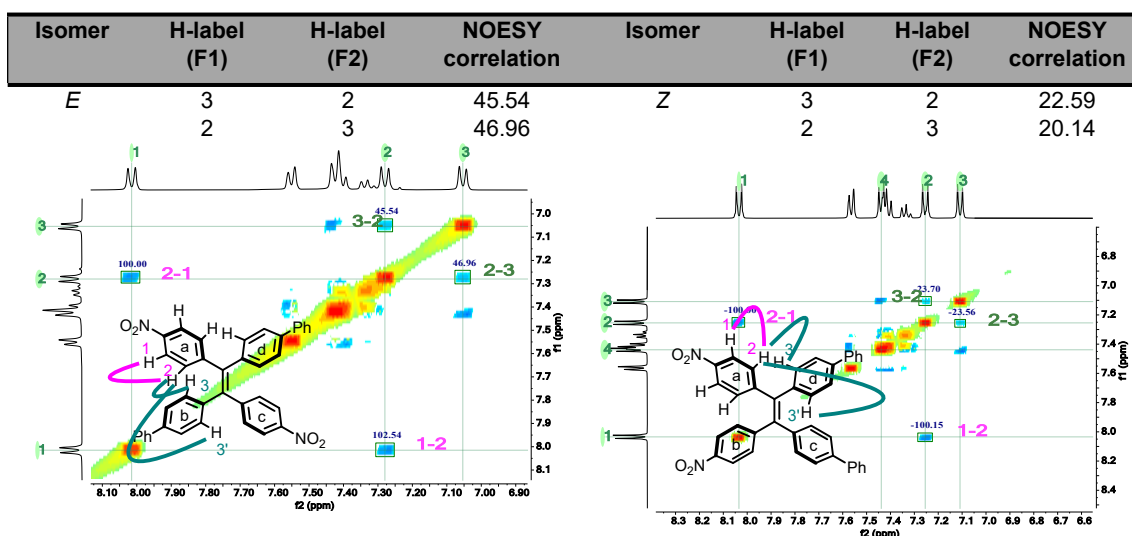 Isomer H-label (F1) H-label (F2) NOESY correlation Isomer H-label (F1) H-label (F2) NOESY correlation
E 3 2 45.54 Z 3 2 22.59
2 3 46.96 2 3 20.14
1 2 3
3 45.54 3-2
2 100.00 2-1 46.96 2-3
Ph
NO2 H H H
1 a d
H
2 H H 3
b c
Ph H NO2
3'
1 102.54 1-2
7.0
7.1
7.2
7.3
7.4
7.5
7.6
7.7
7.8
7.9
8.0
8.1
f1 (ppm)
8.10 8.00 7.90 7.80 7.70 7.60 7.50 7.40 7.30 7.20 7.10 7.00 6.90
f2 (ppm)
1 4 2 3
3 3-2 -23.70
2 2-1 -23.56 2-3
4
1 H 2 H 3 H
Ph
NO2 a d
H H
3'
b c
NO2 Ph
1 -100.15 1-2
6.8
7.0
7.2
7.4
7.6
7.8
8.0
8.2
8.4
f1 (ppm)
8.3 8.2 8.1 8.0 7.9 7.8 7.7 7.6 7.5 7.4 7.3 7.2 7.1 7.0 6.9 6.8 6.7 6.6
f2 (ppm)